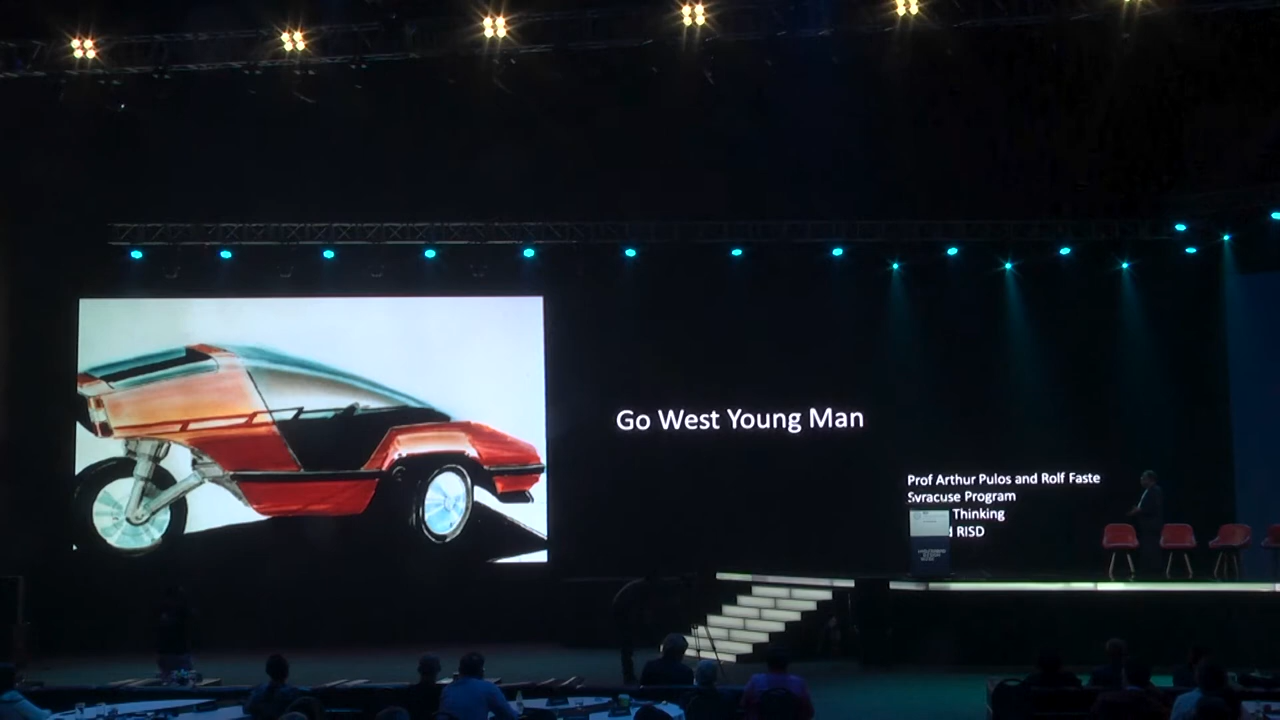 Go West Young Man
Prof Arthur Pulos and Rolf Faste
Syracuse Program
Thinking
RISD